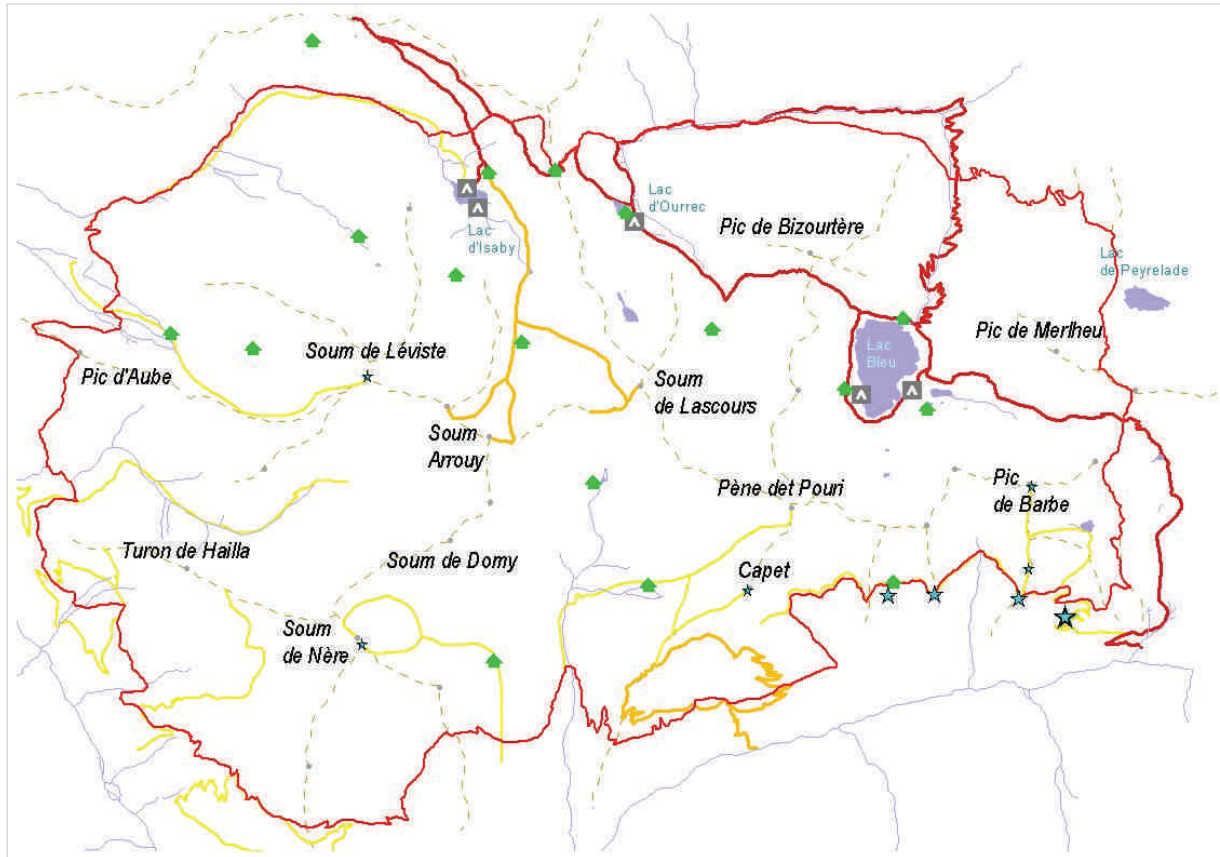 Lac
d'Ourrec
Pic de Bizourtère
Lac
d'Isaby
Lac
de Peyrelade
Pic de Merlheu
Lac
Bleu
Soum de Léviste
Pic d'Aube
Soum
de Lascours
Soum
Arrouy
Pène det Pouri
Pic
de Barbe
Turon de Hailla
Soum de Domy
Capet
Soum
de Nère